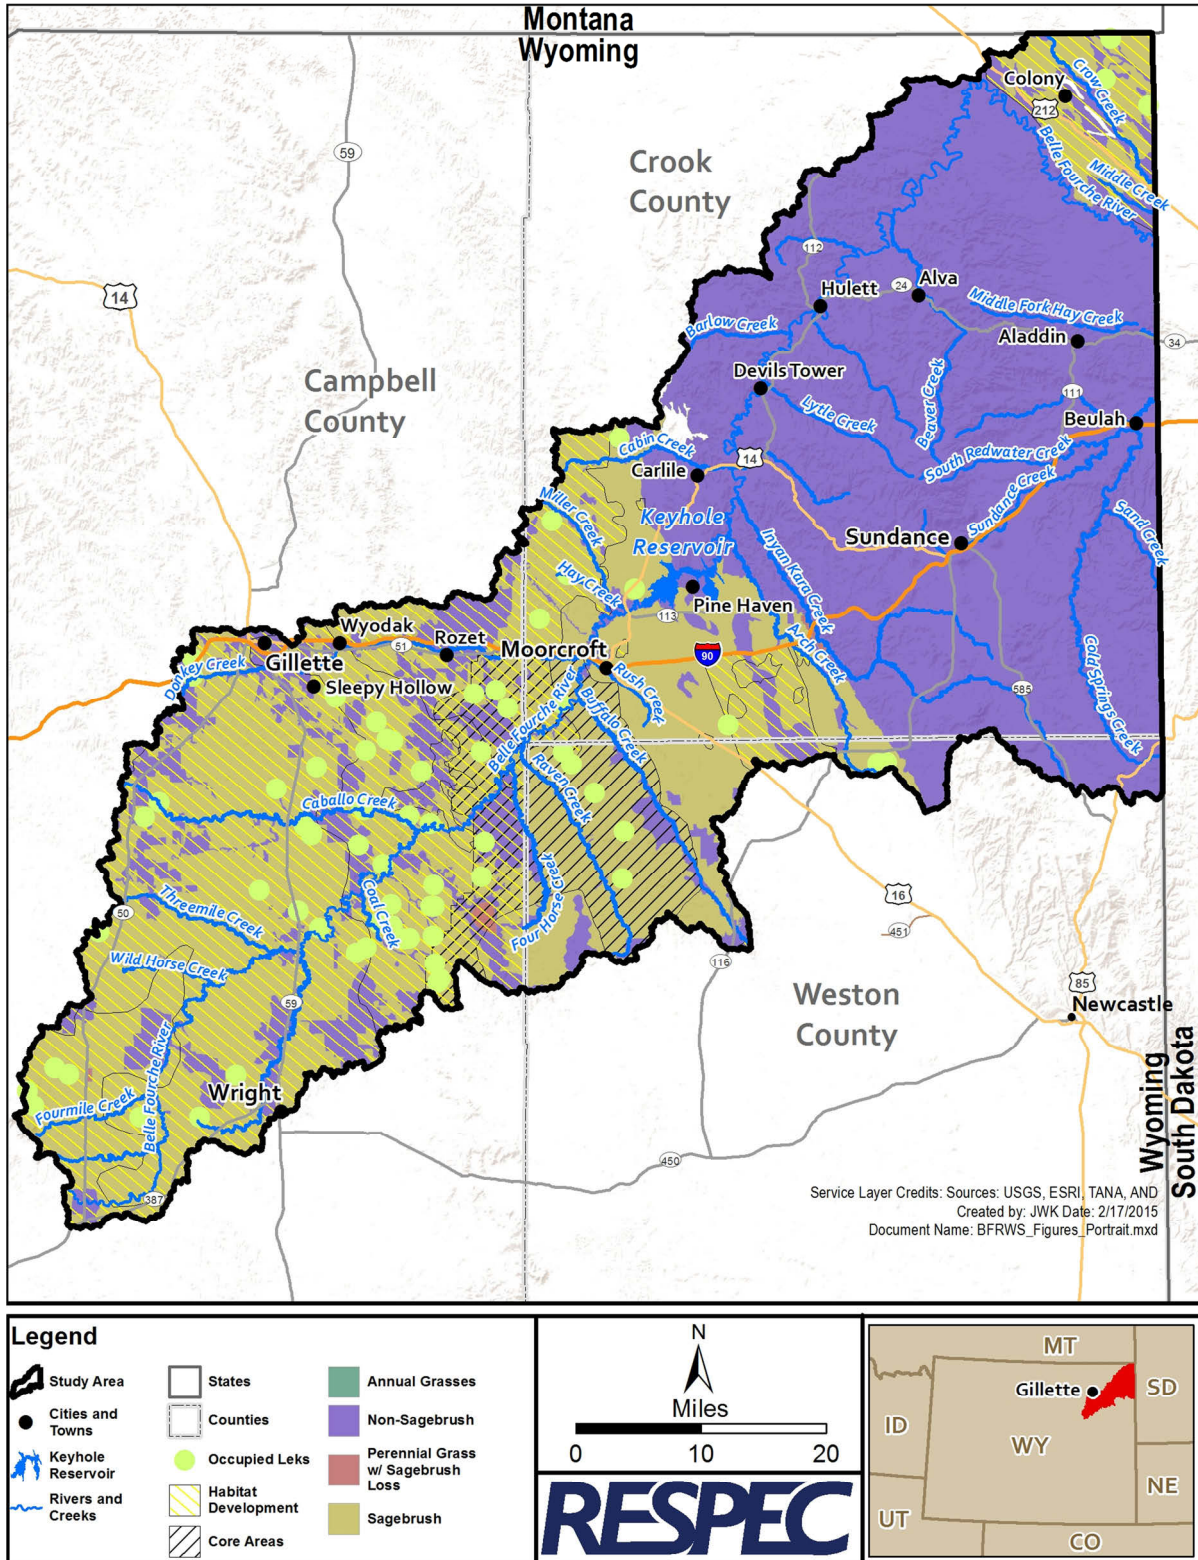 Montana
Wyoming
Colony
Crow Creek
212
Belle Fourche River
Middle Creek
59
Crook
County
112
14
Hulett
24
Alva
Middle Fork Hay Creek
Barlow Creek
Aladdin
34
Campbell
County
Devils Tower
Lytle Creek
Beaver Creek
111
Beulah
Cabin Creek
14
South Redwater Creek
Carlile
Miller Creek
Keyhole
Reservoir
Sundance Creek
Sand Creek
Sundance
Inyan Kara Creek
Hay Creek
Pine Haven
113
Wyodak
51
Rozet
Moorcroft
90
Arch Creek
Cold Springs Creek
Donkey Creek
Gillette
Sleepy Hollow
Rush Creek
585
Belle Fourche River
Buffalo Creek
Raven Creek
Caballo Creek
Four Horse Creek
Coal Creek
Threemile Creek
50
16
451
Wild Horse Creek
116
59
85
Weston
County
Newcastle
Belle Fourche River
Wright
Fourmile Creek
450
387
Wyoming
South Dakota
Service Layer Credits: Sources: USGS, ESRI, TANA, AND
Created by: JWK Date: 2/17/2015
Document Name: BFRWS_Figures_Portrait.mxd
Legend
Study Area
Cities and
Towns
Keyhole
Reservoir
Rivers and
Creeks
States
Counties
Occupied Leks
Habitat
Development
Core Areas
Annual Grasses
Non-Sagebrush
Perennial Grass
w/ Sagebrush
Loss
Sagebrush
N
Miles
0 10 20
RESPEC
MT
Gillette
SD
ID
WY
NE
UT
CO